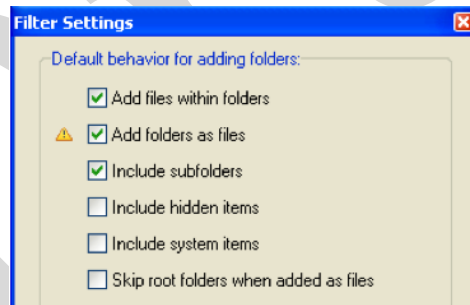 Filter Settings
Default behavior for adding folders:
Add files within folders
Add folders as files
Include subfolders
Include hidden items
Include system items
Skip root folders when added as files